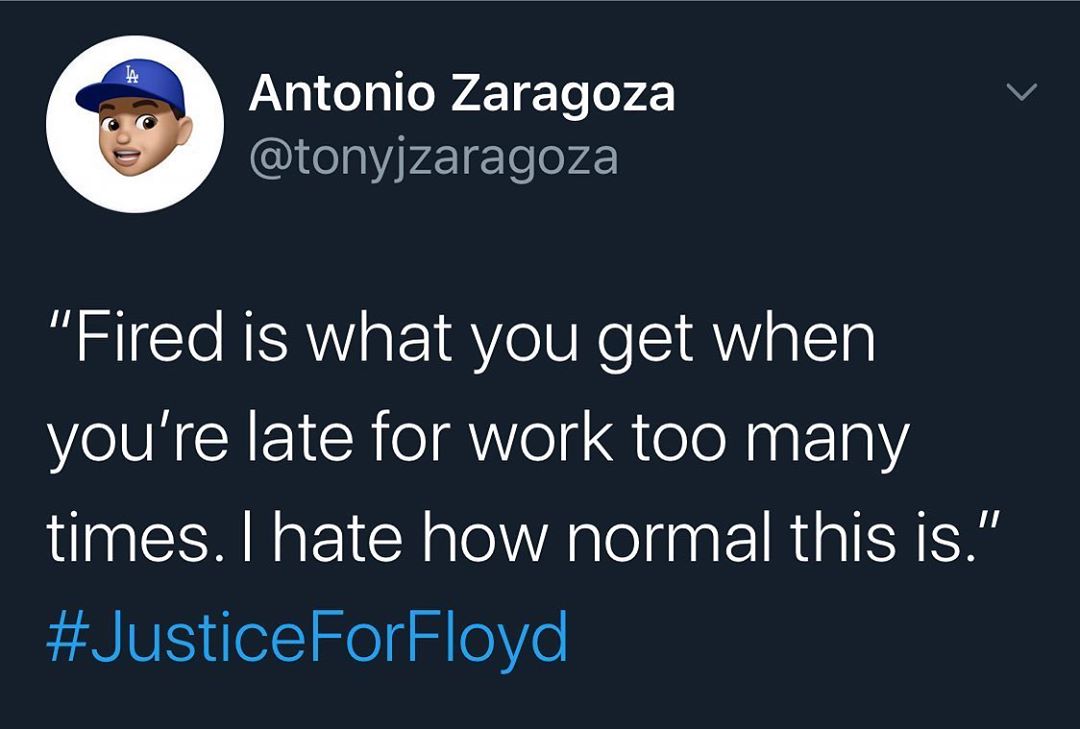 LA
Antonio Zaragoza
@tonyjzaragoza
“Fired is what you get when
you’re late for work too many
times. I hate how normal this is.”
#JusticeForFloyd